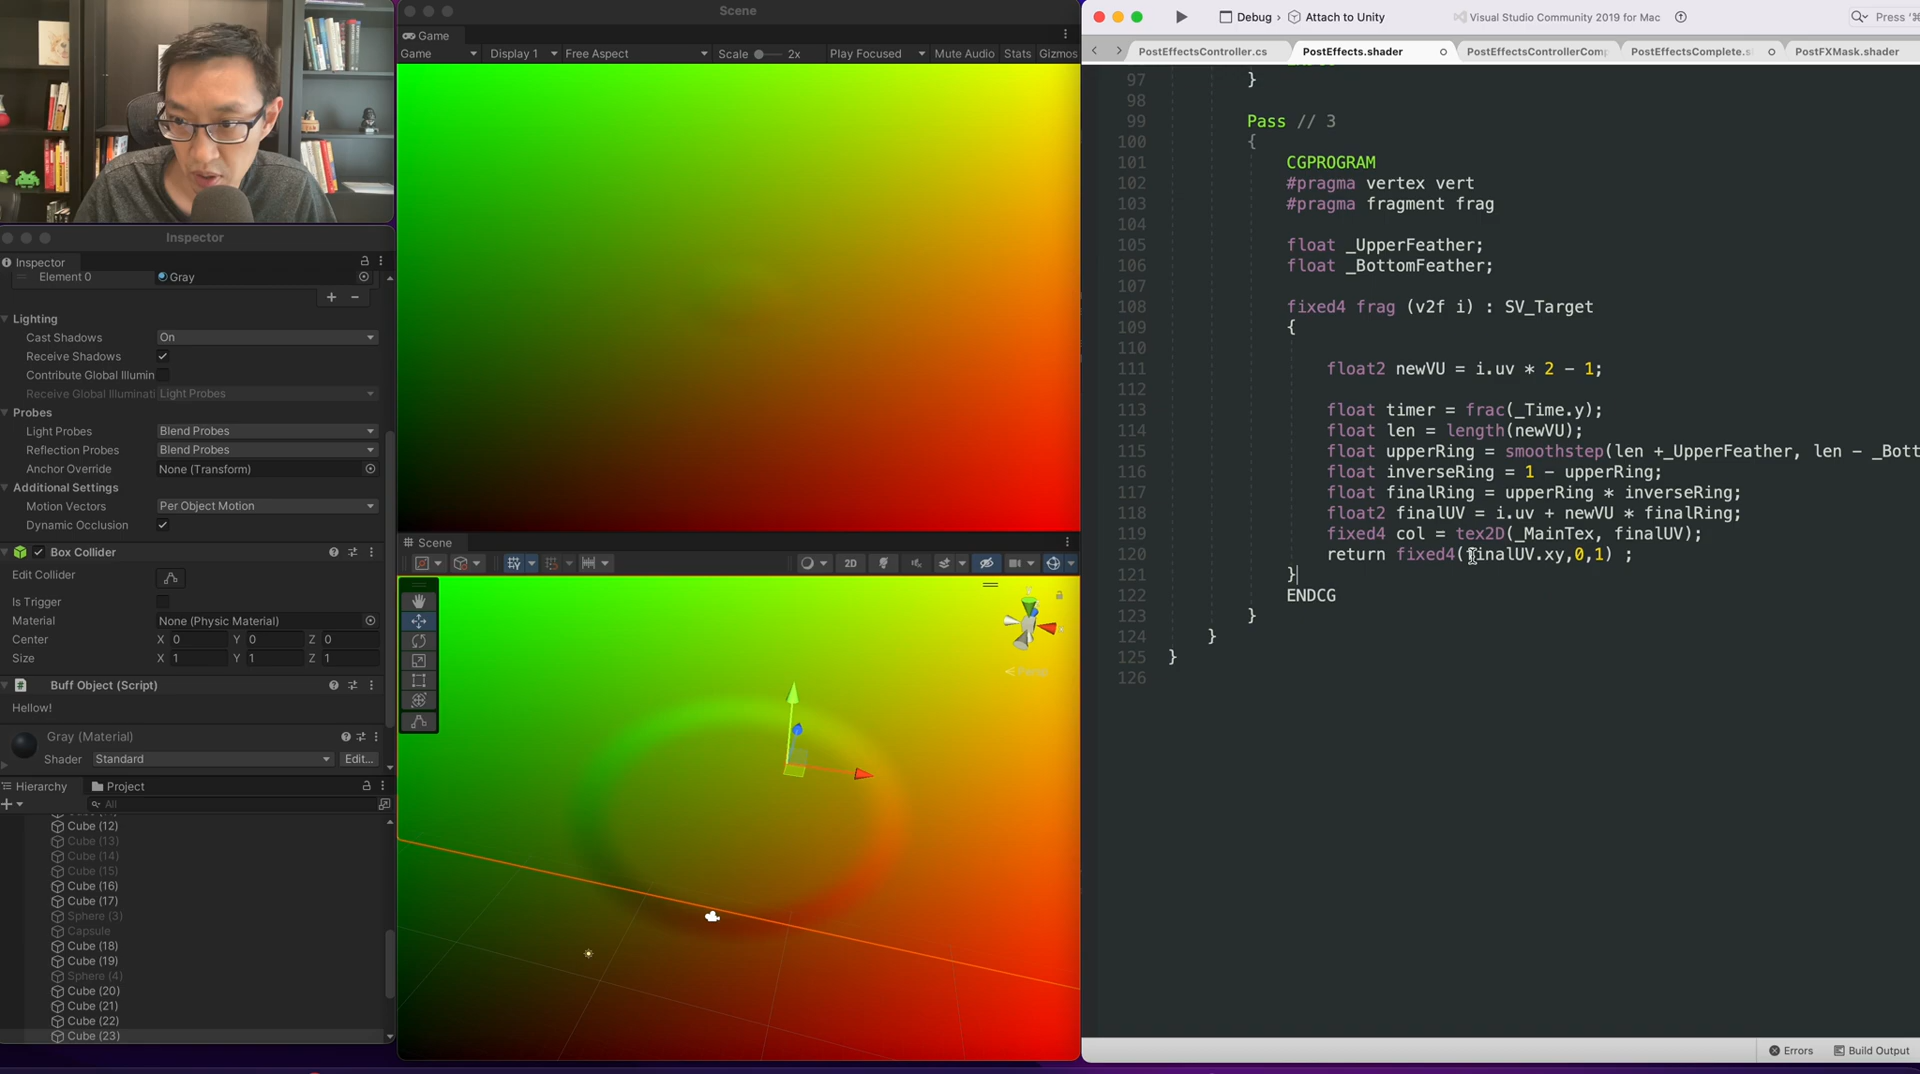 Scene
Game
Game Display 1 Free Aspect Scale 2x Play Focused Mute Audio Stats Gizmos
Inspector
Inspector
Element 0 Gray
Lighting
Cast Shadows On
Receive Shadows
Contribute Global Illumin
Receive Global Illuminati Light Probes
Probes
Light Probes Blend Probes
Reflection Probes Blend Probes
Anchor Override None (Transform)
Additional Settings
Motion Vectors Per Object Motion
Dynamic Occlusion
Box Collider
Edit Collider
Is Trigger
Material None (Physic Material)
Center X 0 Y 0 Z 0
Size X 1 Y 1 Z 1
Buff Object (Script)
Hellow!
Gray (Material)
Shader Standard Edit...
Hierarchy Project
All
Cube (12)
Cube (13)
Cube (14)
Cube (15)
Cube (16)
Cube (17)
Sphere (3)
Capsule
Cube (18)
Cube (19)
Sphere (4)
Cube (20)
Cube (21)
Cube (22)
Cube (23)
Scene
2D
Persp
Debug › Attach to Unity
Visual Studio Community 2019 for Mac
Press
PostEffectsController.cs PostEffects.shader PostEffectsControllerComp PostEffectsComplete.s PostFXMask.shader
97 }
98
99 Pass // 3
100 {
101 CGPROGRAM
102 #pragma vertex vert
103 #pragma fragment frag
104
105 float _UpperFeather;
106 float _BottomFeather;
107
108 fixed4 frag (v2f i) : SV_Target
109 {
110
111 float2 newVU = i.uv * 2 - 1;
112
113 float timer = frac(_Time.y);
114 float len = length(newVU);
115 float upperRing = smoothstep(len +_UpperFeather, len - _Bott
116 float inverseRing = 1 - upperRing;
117 float finalRing = upperRing * inverseRing;
118 float2 finalUV = i.uv + newVU * finalRing;
119 fixed4 col = tex2D(_MainTex, finalUV);
120 return fixed4(finalUV.xy,0,1) ;
121 }
122 ENDCG
123 }
124 }
125 }
126
Errors Build Output